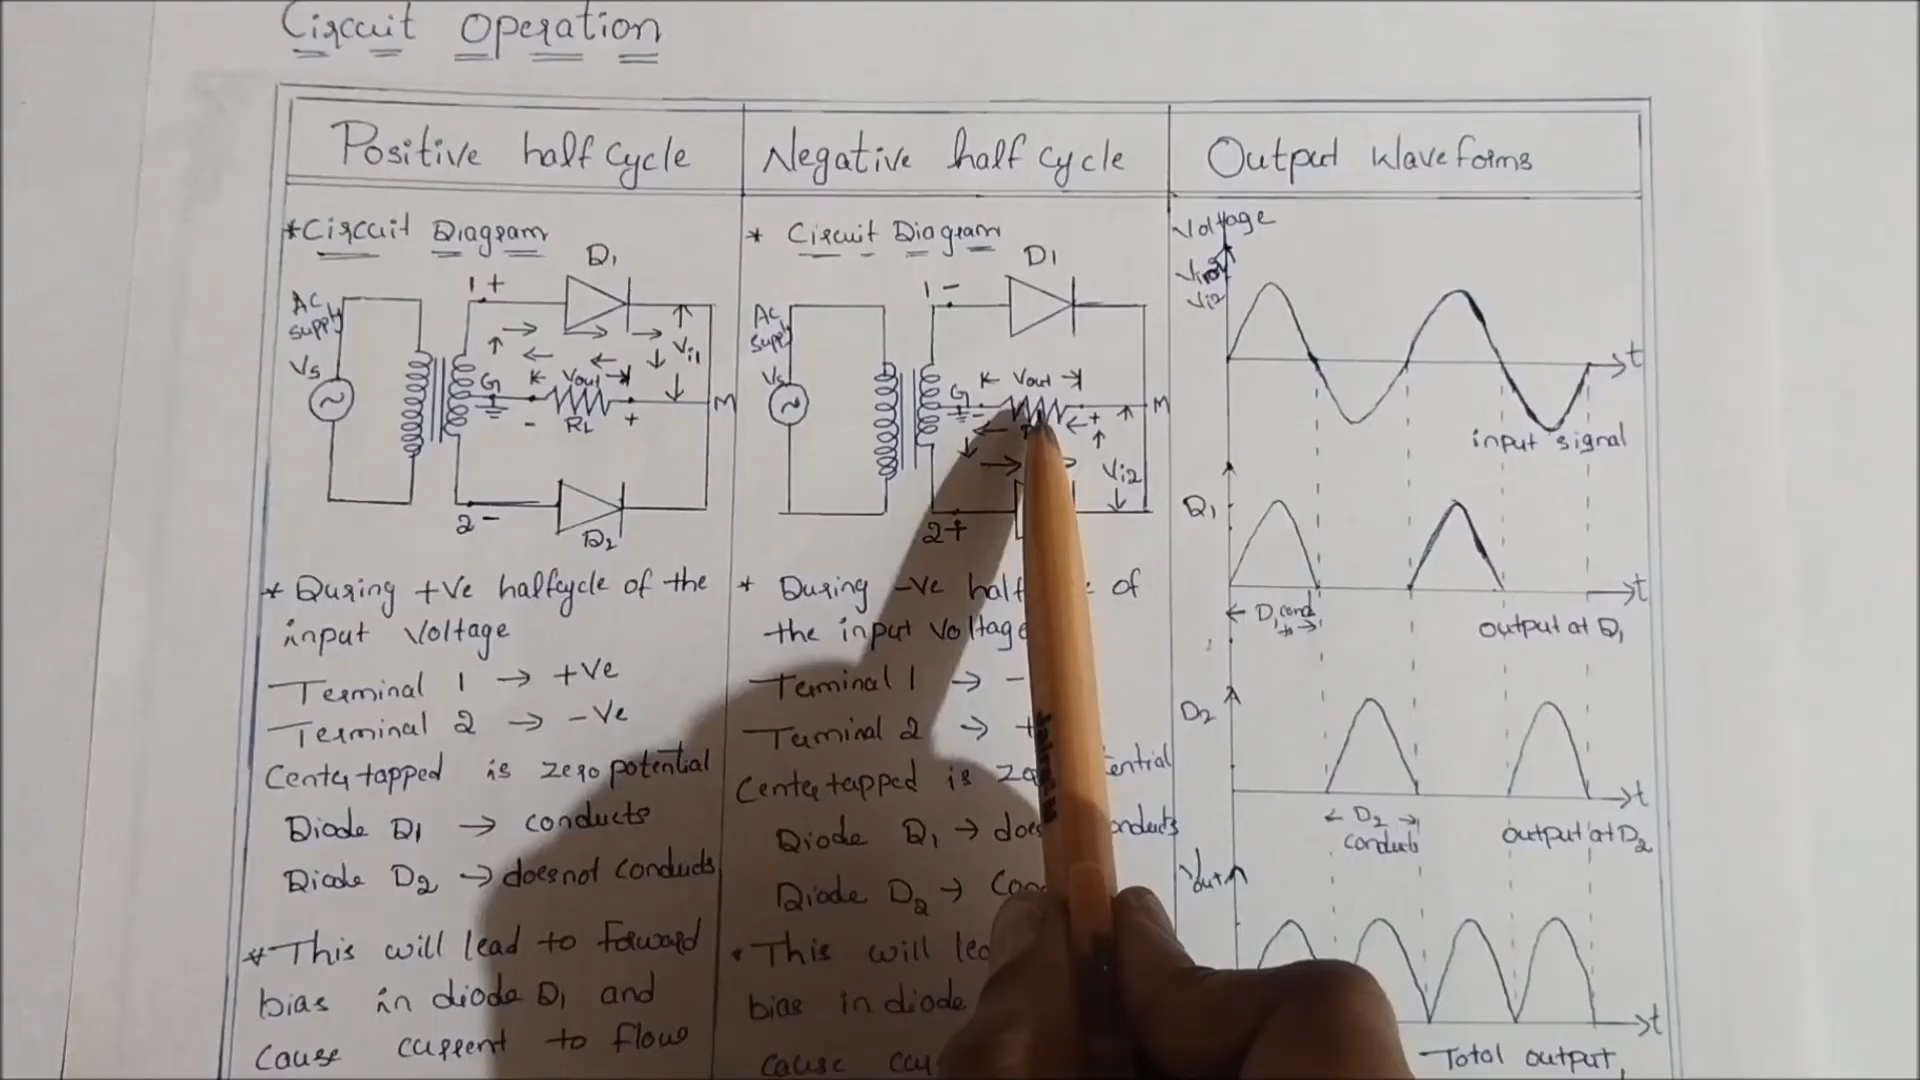 Circuit Operation
Positive half cycle
Negative half cycle
Output Waveforms
*Circuit Diagram
D1
1 +
AC
supply
Vs
Vi1
G
Vout
M
- RL +
2 -
D2
* Circuit Diagram
D1
1 -
AC
supply
Vs
G
Vout
M
- +
Vi2
2+
Voltage
Vi2
t
input signal
D1
t
D1 cond
output at D1
D2
t
D2
conducts
output at D2
Vout
t
Total output
* During +Ve halfcycle of the
input Voltage
Terminal 1 → +Ve
Terminal 2 → -Ve
Center tapped is zero potential
Diode D1 → conducts
Diode D2 → doesnot conducts
* This will lead to forward
bias in diode D1 and
cause current to flow
* During -Ve half of
the input Voltage
Terminal 1 → -
Terminal 2 → +
Center tapped is
Diode D1 →
Diode D2 →
* This will
bias in diode
cause